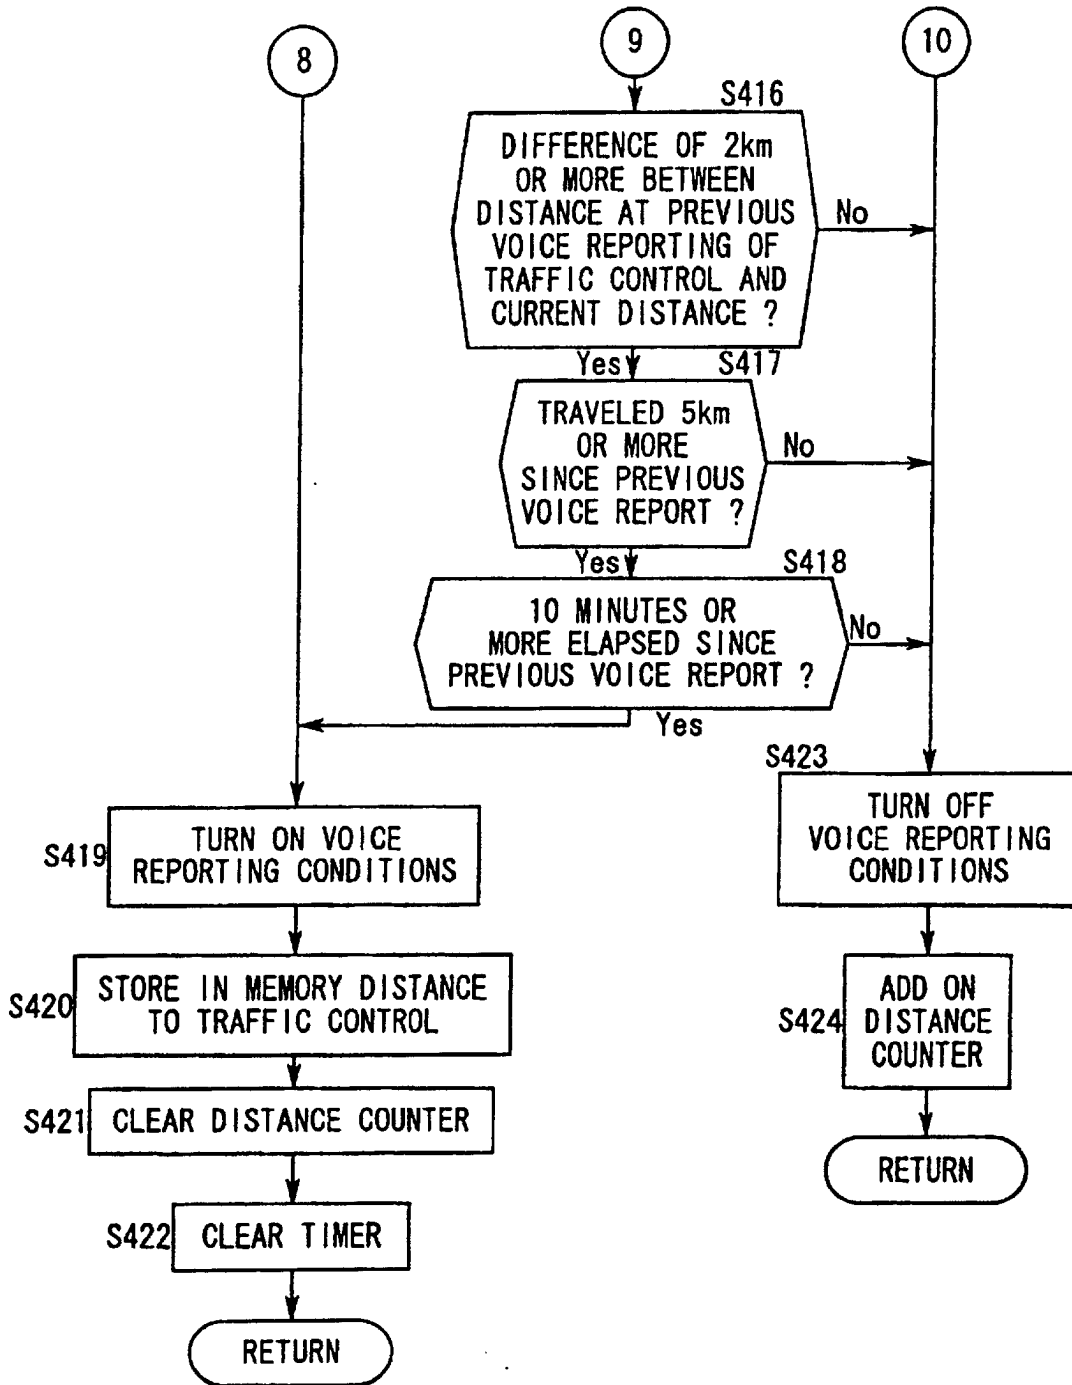 8
9
10
S416
DIFFERENCE OF 2km
OR MORE BETWEEN
DISTANCE AT PREVIOUS
VOICE REPORTING OF
TRAFFIC CONTROL AND
CURRENT DISTANCE ?
No
Yes
S417
TRAVELED 5km
OR MORE
SINCE PREVIOUS
VOICE REPORT ?
No
Yes
S418
10 MINUTES OR
MORE ELAPSED SINCE
PREVIOUS VOICE REPORT ?
No
Yes
S419
TURN ON VOICE
REPORTING CONDITIONS
S420
STORE IN MEMORY DISTANCE
TO TRAFFIC CONTROL
S421
CLEAR DISTANCE COUNTER
S422
CLEAR TIMER
RETURN
S423
TURN OFF
VOICE REPORTING
CONDITIONS
S424
ADD ON
DISTANCE
COUNTER
RETURN